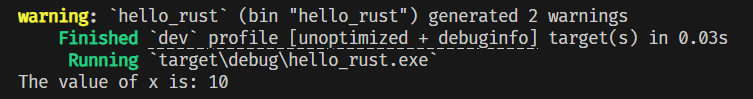 warning: `hello_rust` (bin "hello_rust") generated 2 warnings
Finished `dev` profile [unoptimized + debuginfo] target(s) in 0.03s
Running `target\debug\hello_rust.exe`
The value of x is: 10